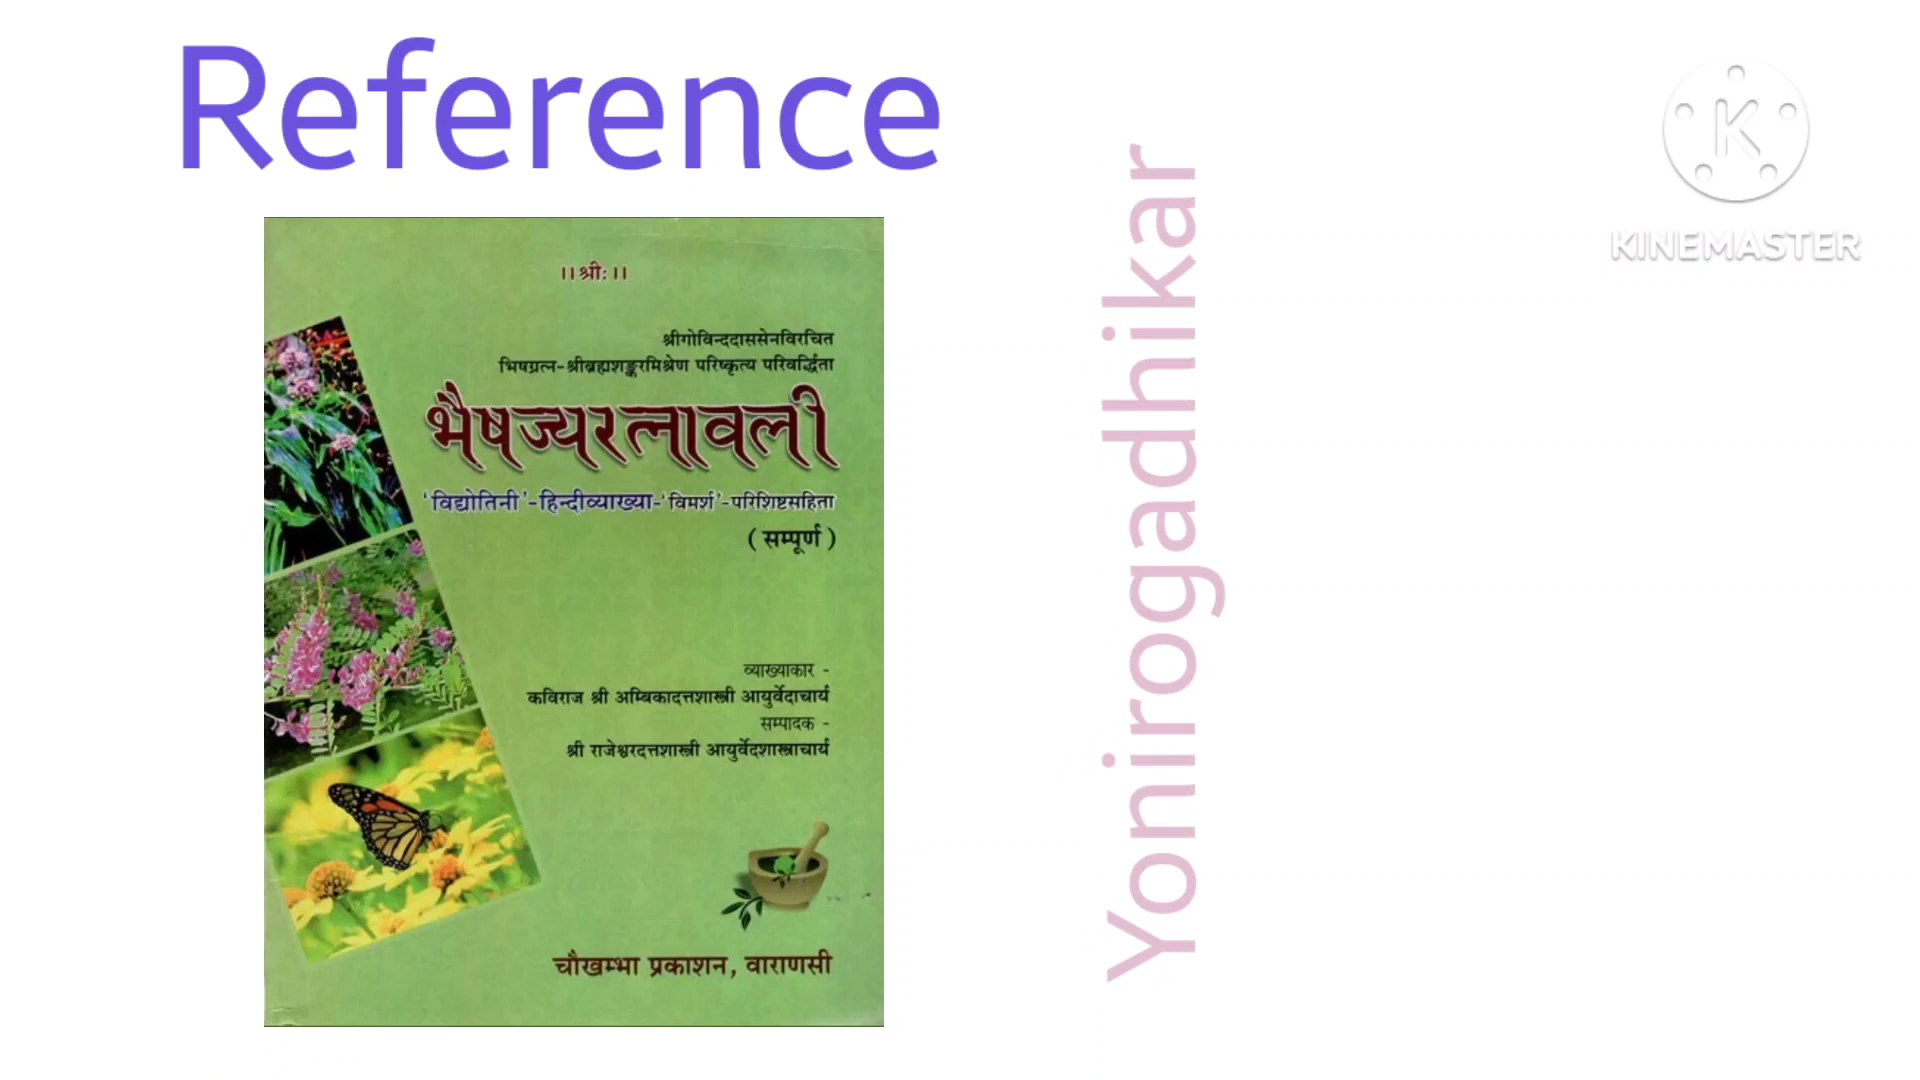 Reference
।।श्रीः।।
श्रीगोविन्ददाससेनविरचित
भिषग्रत्न-श्रीब्रह्मशङ्करमिश्रेण परिष्कृत्य परिवर्द्धिता
भैषज्यरत्नावली
'विद्योतिनी'-हिन्दीव्याख्या-'विमर्श'-परिशिष्टसहिता
(सम्पूर्ण)
व्याख्याकार -
कविराज श्री अम्बिकादत्तशास्त्री आयुर्वेदाचार्य
सम्पादक -
श्री राजेश्वरदत्तशास्त्री आयुर्वेदशास्त्राचार्य
चौखम्भा प्रकाशन, वाराणसी
Yonirogadhikar
K
KINEMASTER